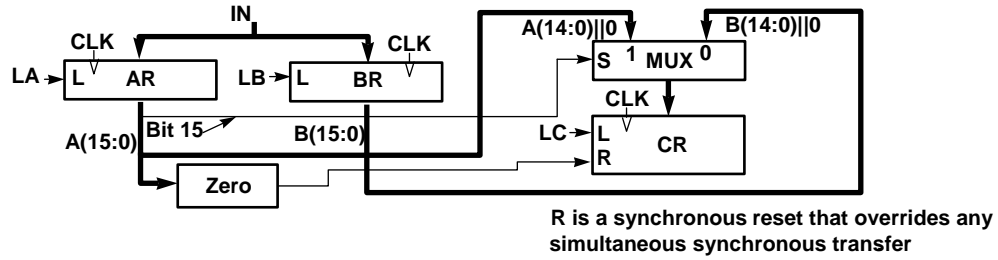 IN
A(14:0)||0
B(14:0)||0
CLK
CLK
S
1
MUX
0
LA
L
AR
LB
L
BR
CLK
Bit 15
A(15:0)
B(15:0)
LC
L
CR
R
Zero
R is a synchronous reset that overrides any
simultaneous synchronous transfer